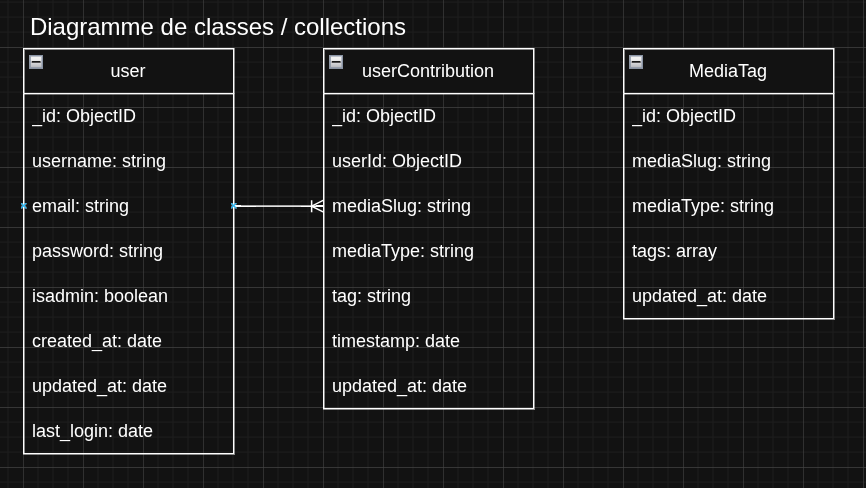 Diagramme de classes / collections
user
_id: ObjectID
username: string
email: string
password: string
isadmin: boolean
created_at: date
updated_at: date
last_login: date
userContribution
_id: ObjectID
userId: ObjectID
mediaSlug: string
mediaType: string
tag: string
timestamp: date
updated_at: date
MediaTag
_id: ObjectID
mediaSlug: string
mediaType: string
tags: array
updated_at: date